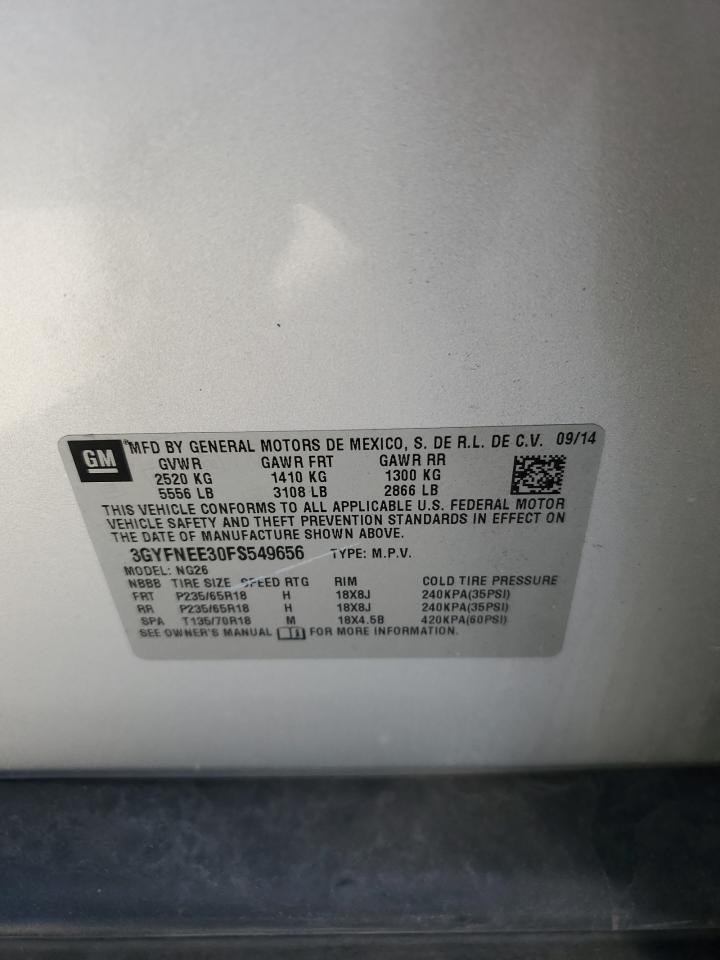 GM
®MFD BY GENERAL MOTORS DE MEXICO, S. DE R.L. DE C.V. 09/14
GVWR GAWR FRT GAWR RR
2520 KG 1410 KG 1300 KG
5556 LB 3108 LB 2866 LB
THIS VEHICLE CONFORMS TO ALL APPLICABLE U.S. FEDERAL MOTOR
VEHICLE SAFETY AND THEFT PREVENTION STANDARDS IN EFFECT ON
THE DATE OF MANUFACTURE SHOWN ABOVE.
3GYFNEE30FS549656 TYPE: M.P.V.
MODEL: NG26
NBBB TIRE SIZE SPEED RTG RIM COLD TIRE PRESSURE
FRT P235/65R18 H 18X8J 240KPA(35PSI)
RR P235/65R18 H 18X8J 240KPA(35PSI)
SPA T135/70R18 M 18X4.5B 420KPA(60PSI)
SEE OWNER'S MANUAL FOR MORE INFORMATION.